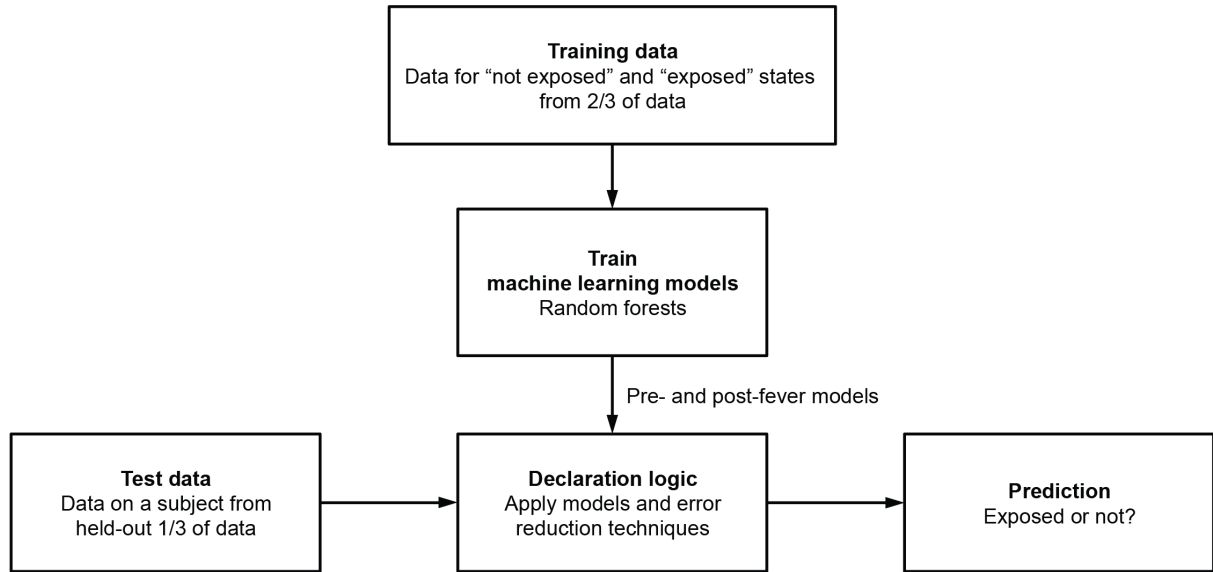 Training data
Data for “not exposed” and “exposed” states
from 2/3 of data
Train
machine learning models
Random forests
Pre- and post-fever models
Test data
Data on a subject from
held-out 1/3 of data
Declaration logic
Apply models and error
reduction techniques
Prediction
Exposed or not?